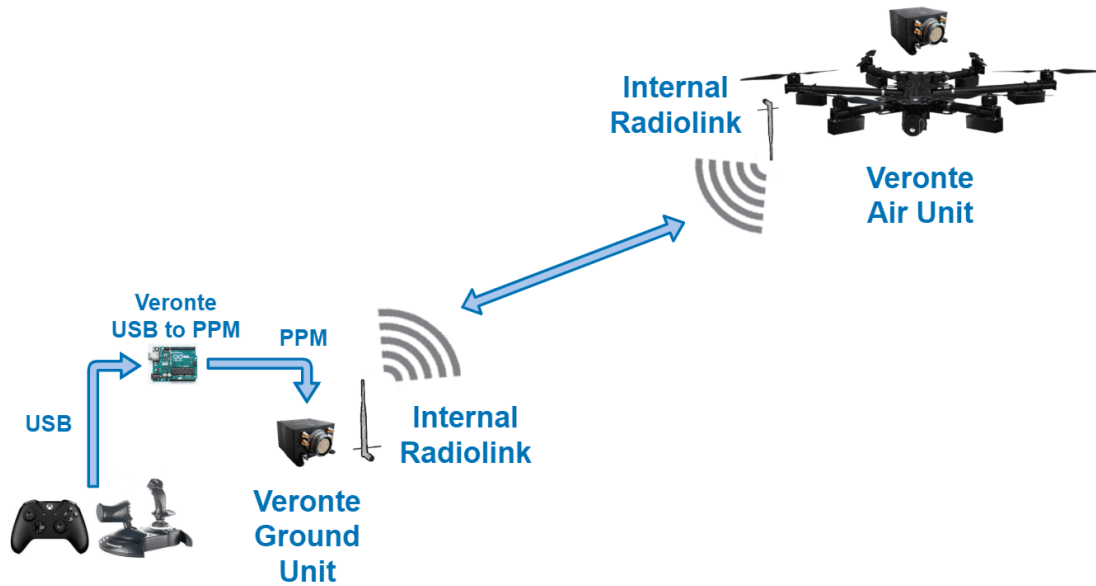 Internal
Radiolink
Veronte
Air Unit
Veronte
USB to PPM
PPM
USB
Internal
Radiolink
Veronte
Ground
Unit